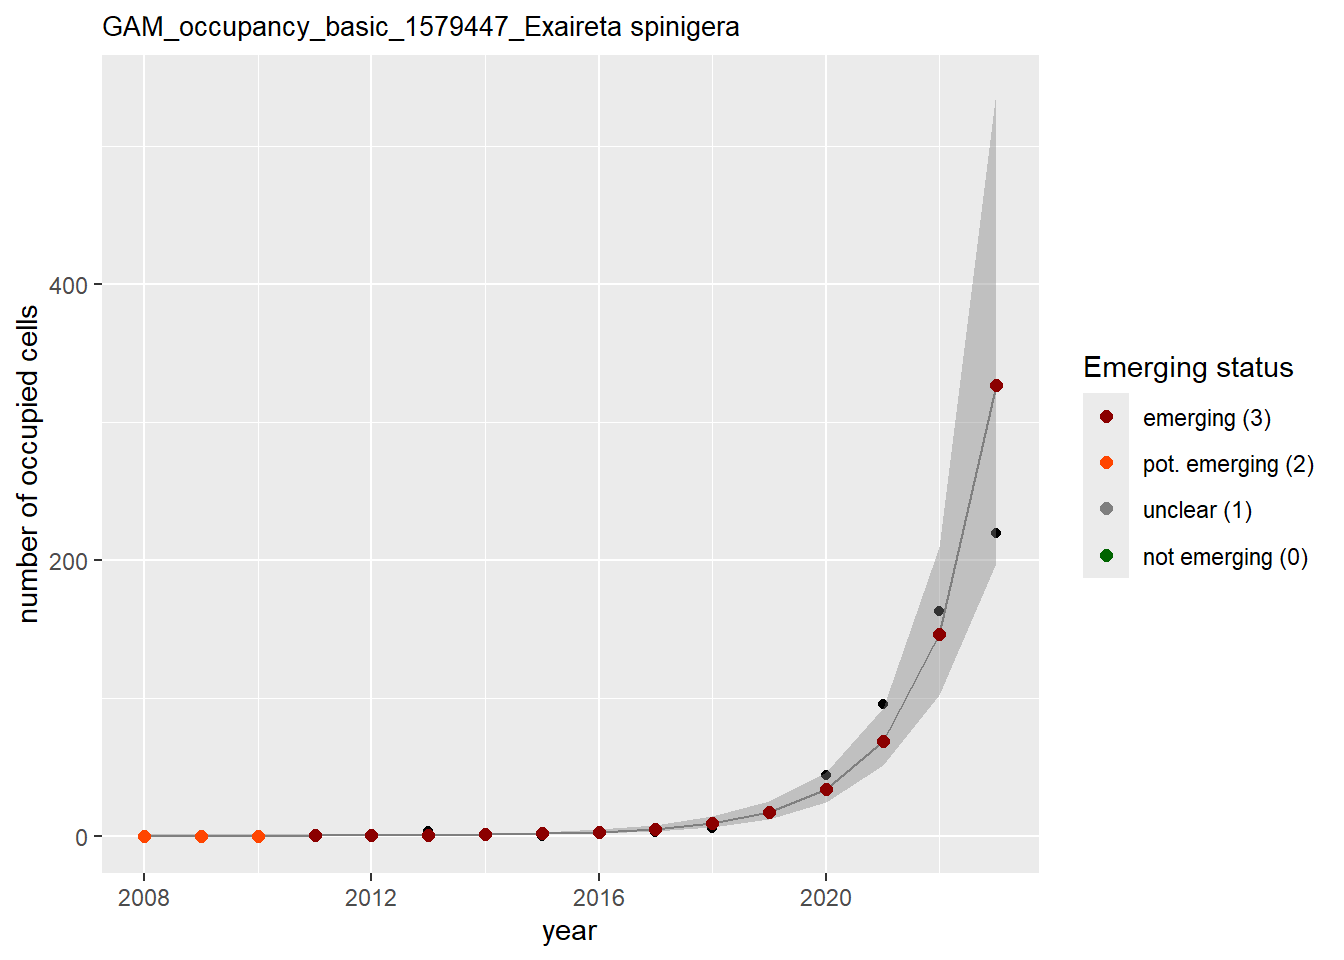 GAM_occupancy_basic_1579447_Exaireta spinigera
number of occupied cells
400
200
0
2008 2012 2016 2020
year
Emerging status
emerging (3)
pot. emerging (2)
unclear (1)
not emerging (0)